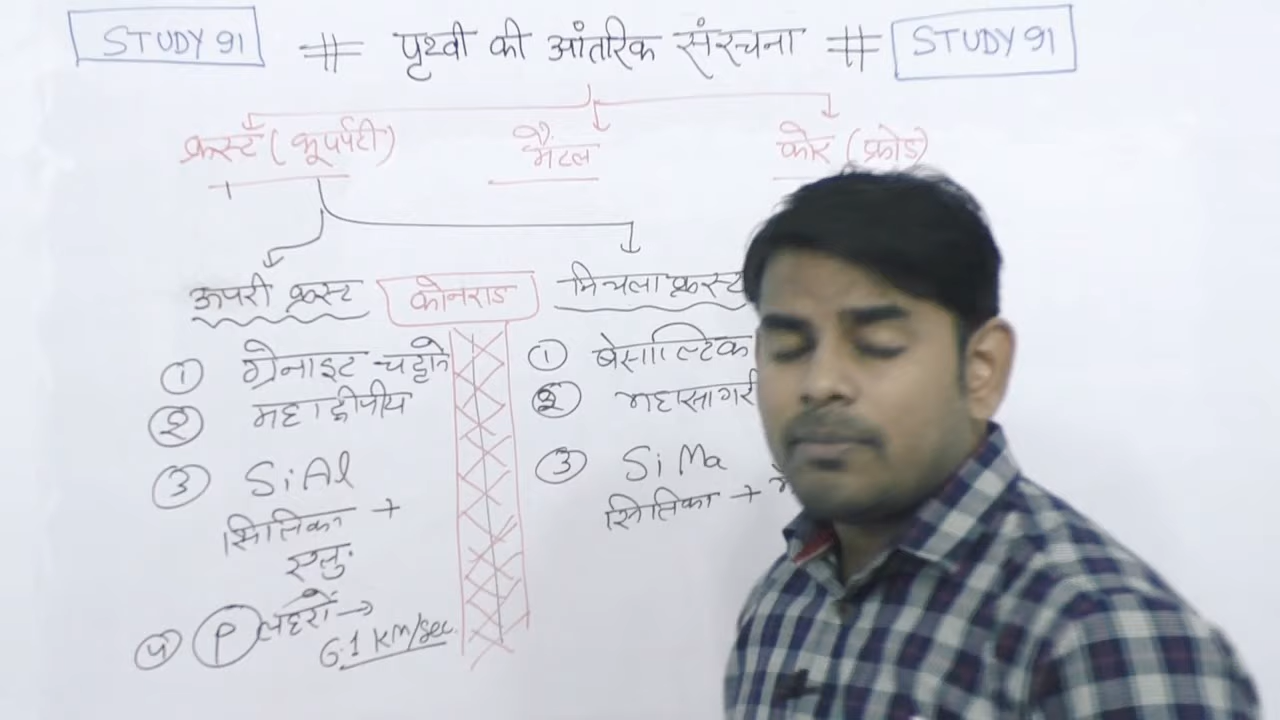 STUDY 91 # पृथ्वी की आंतरिक संरचना # STUDY 91
क्रस्ट (भूपर्पटी) मैंटल कोर (क्रोड)
ऊपरी क्रस्ट कोनराड निचला क्रस्ट
① ग्रेनाइट चट्टाने ① बेसाल्टिक
② महाद्वीपीय ② महासागरी
③ SiAl ③ SiMa
सिलिका + सिलिका +
एलु.
④ P लहरों →
6.1 KM/sec.